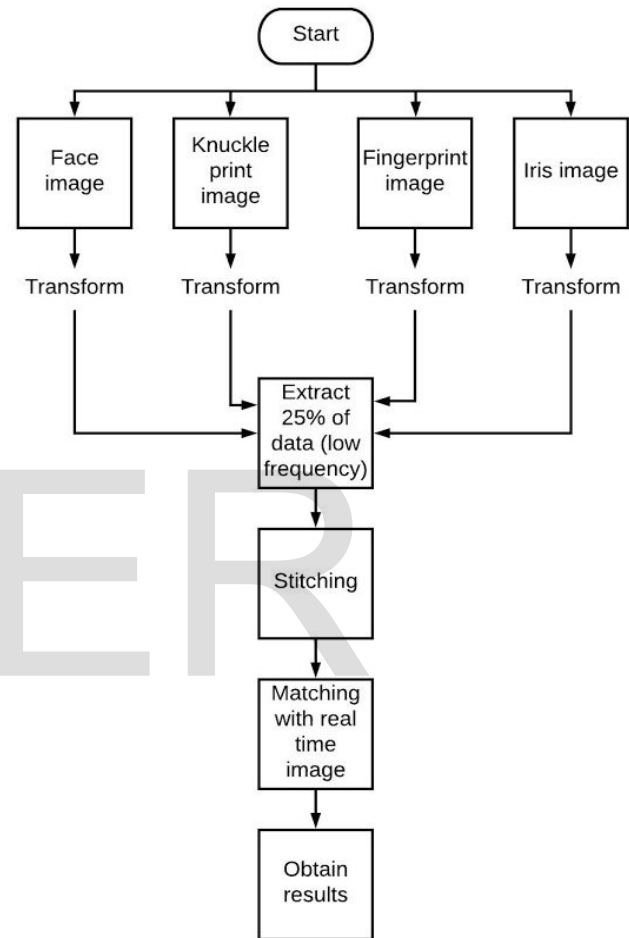 Start
Face
image
Knuckle
print
image
Fingerprint
image
Iris image
Transform
Transform
Transform
Transform
Extract
25% of
data (low
frequency)
Stitching
Matching
with real
time
image
Obtain
results
ER